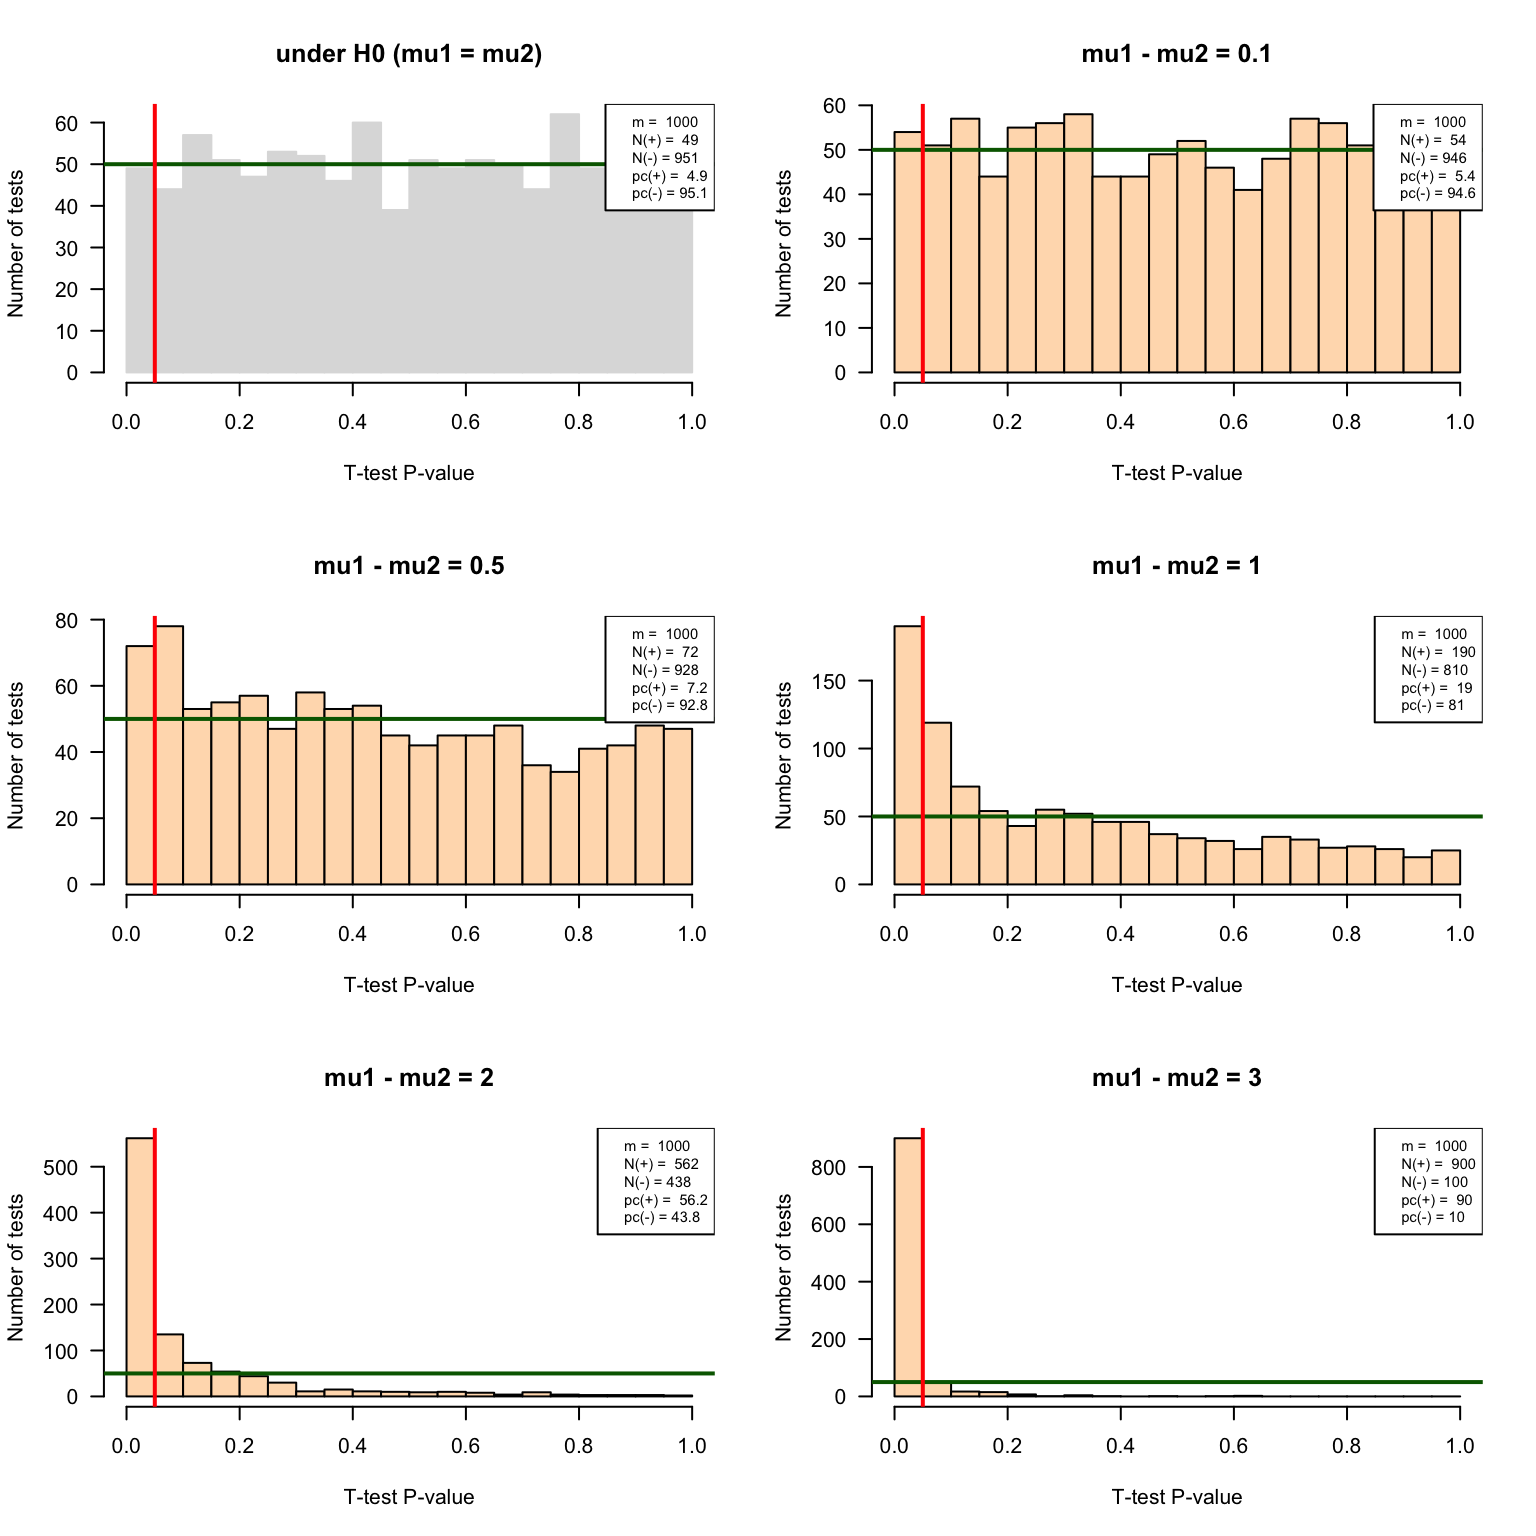 under H0 (mu1 = mu2)
Number of tests
60
50
40
30
20
10
0
m = 1000
N(+) = 49
N(-) = 951
pc(+) = 4.9
pc(-) = 95.1
0.0 0.2 0.4 0.6 0.8 1.0
T-test P-value
mu1 - mu2 = 0.1
Number of tests
60
50
40
30
20
10
0
m = 1000
N(+) = 54
N(-) = 946
pc(+) = 5.4
pc(-) = 94.6
0.0 0.2 0.4 0.6 0.8 1.0
T-test P-value
mu1 - mu2 = 0.5
Number of tests
80
60
40
20
0
m = 1000
N(+) = 72
N(-) = 928
pc(+) = 7.2
pc(-) = 92.8
0.0 0.2 0.4 0.6 0.8 1.0
T-test P-value
mu1 - mu2 = 1
Number of tests
150
100
50
0
m = 1000
N(+) = 190
N(-) = 810
pc(+) = 19
pc(-) = 81
0.0 0.2 0.4 0.6 0.8 1.0
T-test P-value
mu1 - mu2 = 2
Number of tests
500
400
300
200
100
0
m = 1000
N(+) = 562
N(-) = 438
pc(+) = 56.2
pc(-) = 43.8
0.0 0.2 0.4 0.6 0.8 1.0
T-test P-value
mu1 - mu2 = 3
Number of tests
800
600
400
200
0
m = 1000
N(+) = 900
N(-) = 100
pc(+) = 90
pc(-) = 10
0.0 0.2 0.4 0.6 0.8 1.0
T-test P-value